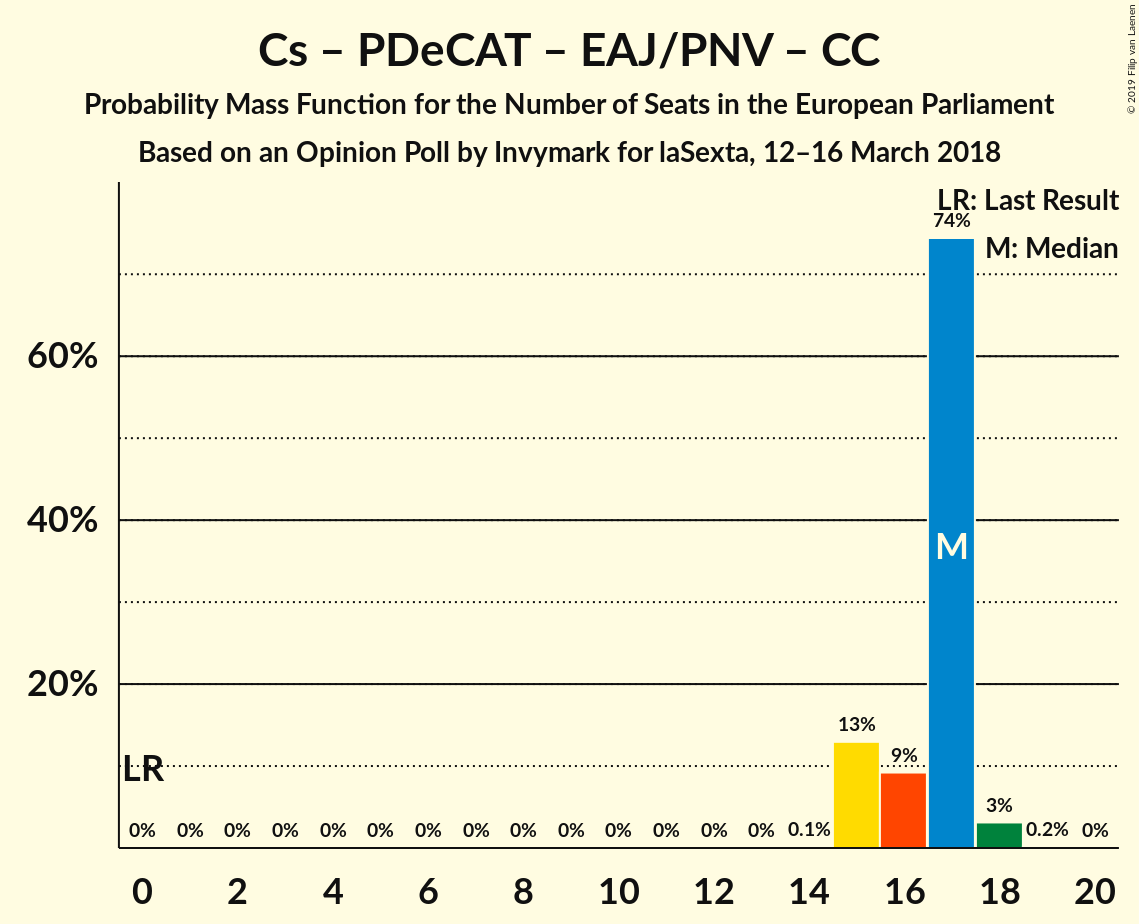 Cs – PDeCAT – EAJ/PNV – CC
Probability Mass Function for the Number of Seats in the European Parliament
Based on an Opinion Poll by Invymark for laSexta, 12–16 March 2018
© 2019 Filip van Laenen
LR: Last Result
M: Median
74%
60%
40%
M
20%
13%
9%
LR
3%
0% 0% 0% 0% 0% 0% 0% 0% 0% 0% 0% 0% 0% 0% 0.1% 0.2% 0%
0 2 4 6 8 10 12 14 16 18 20